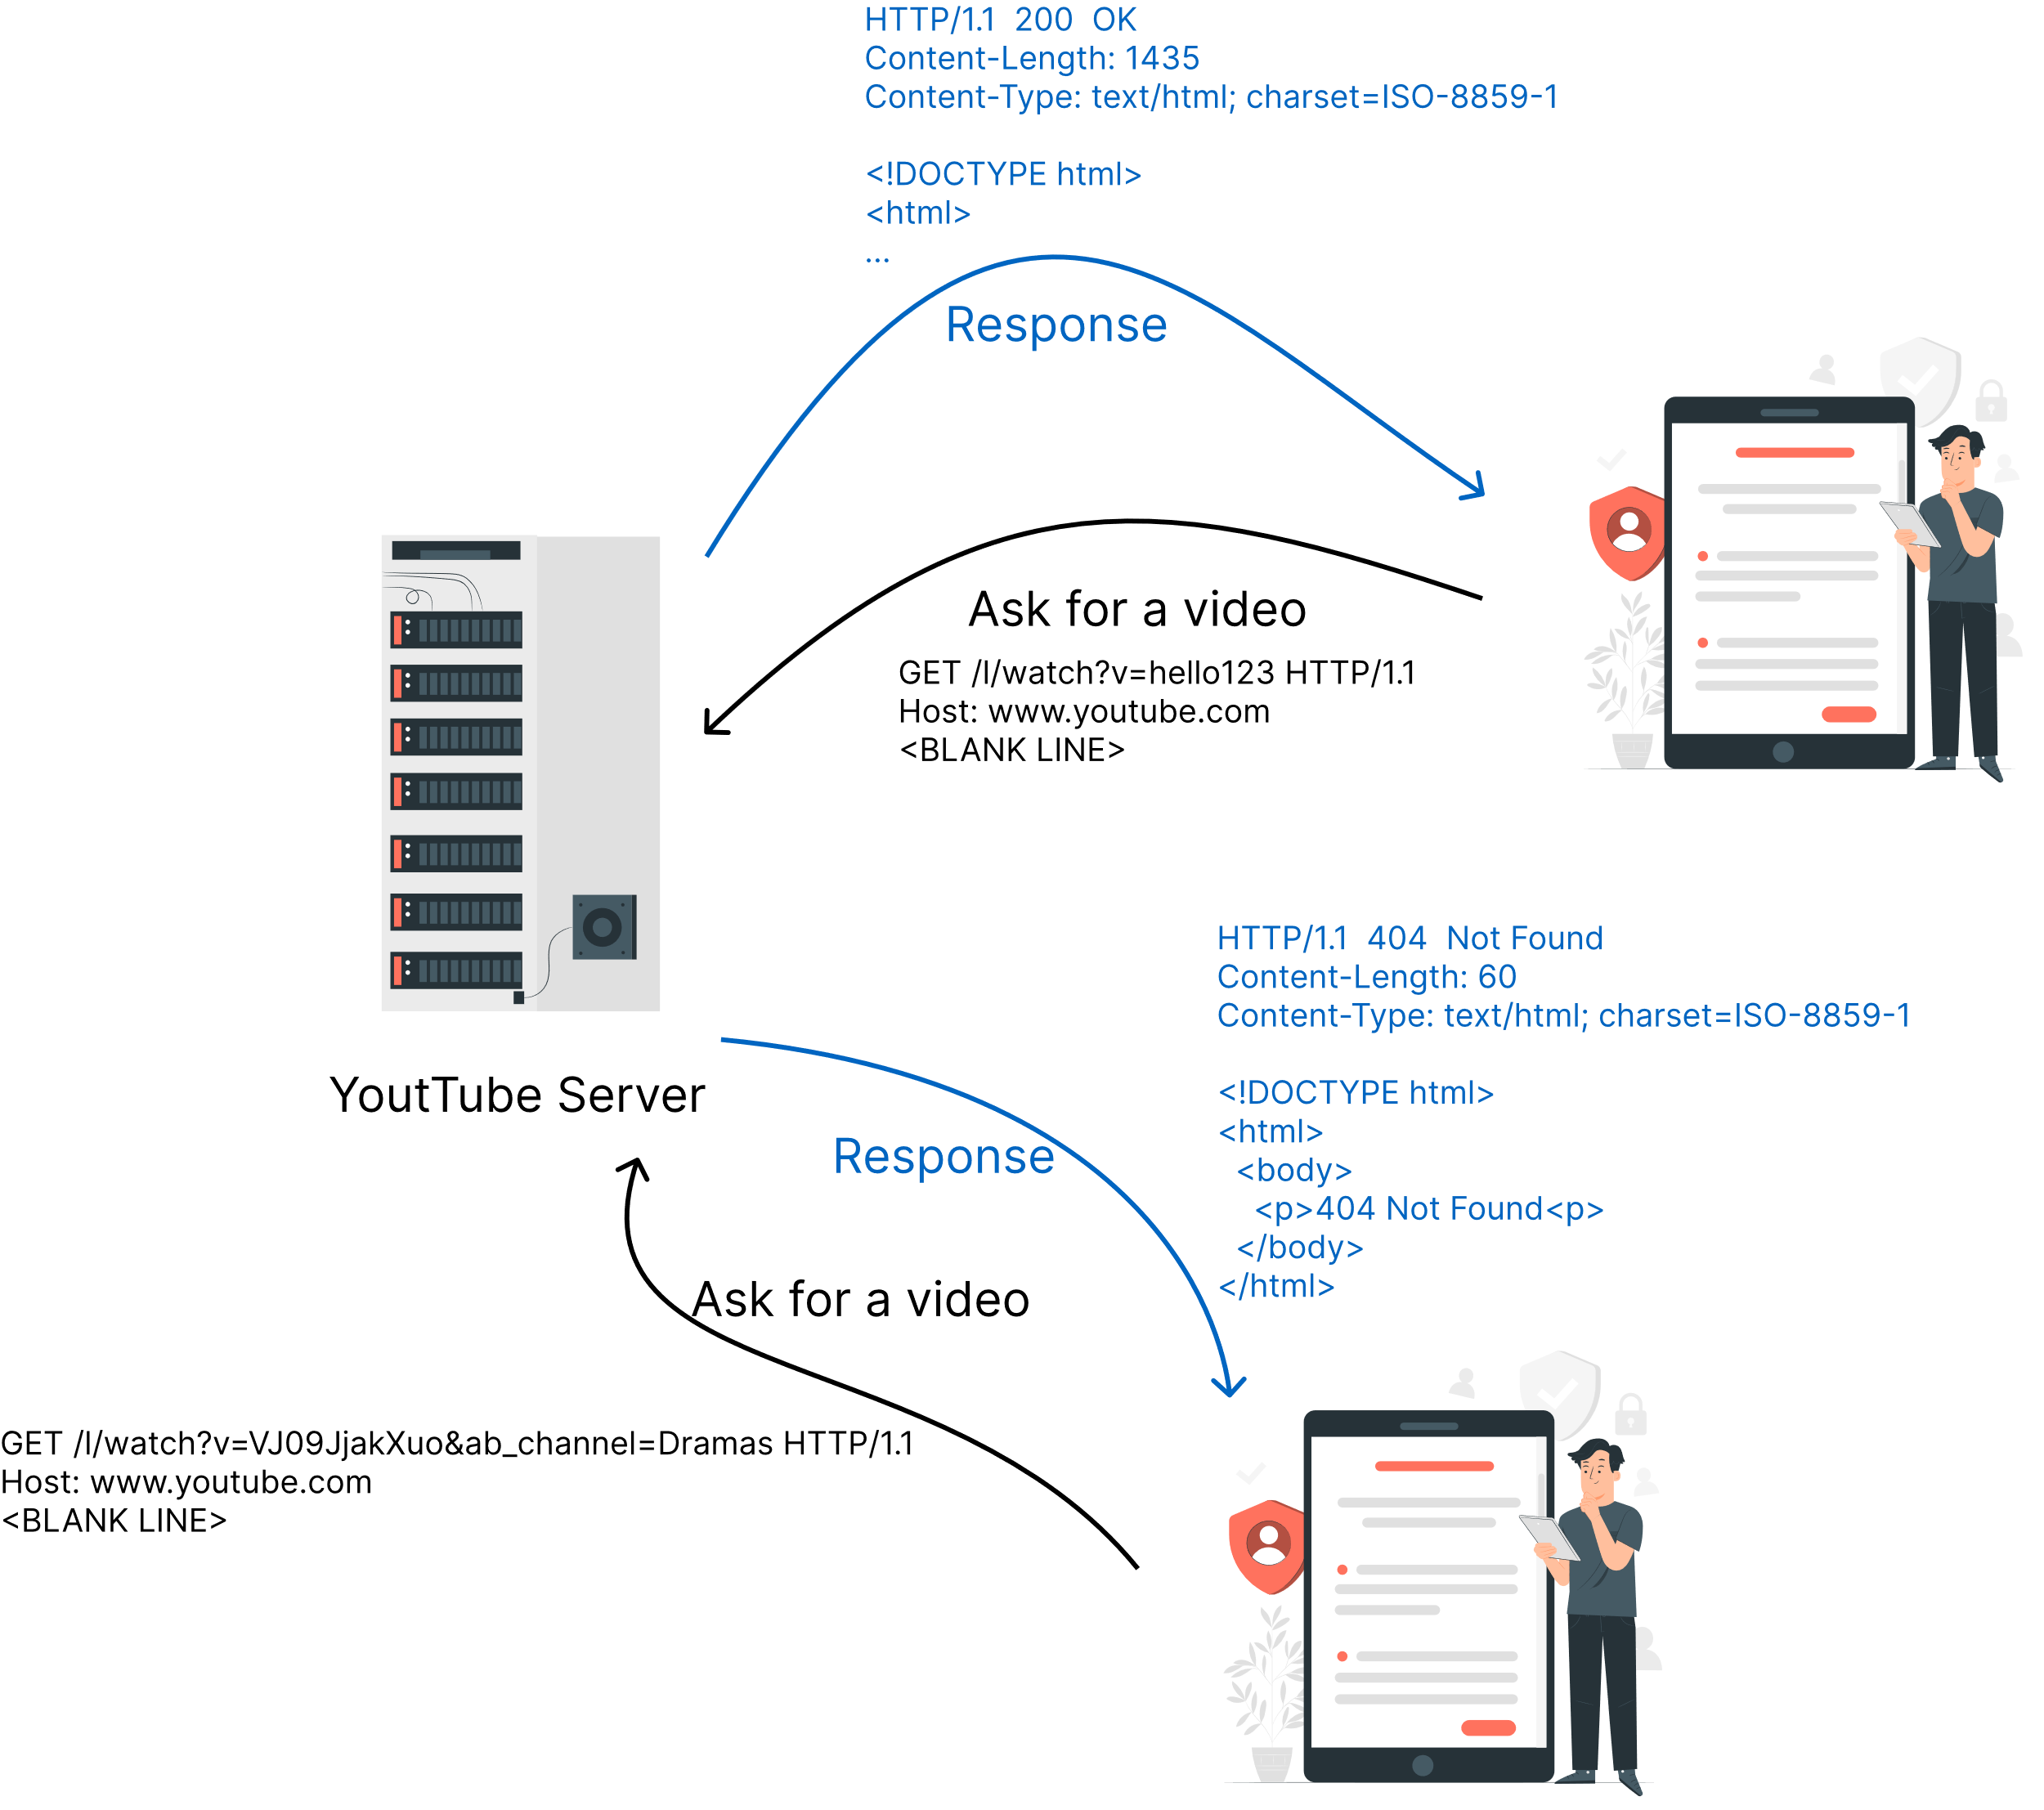 HTTP/1.1  200  OK
Content-Length: 1435
Content-Type: text/html; charset=ISO-8859-1
<!DOCTYPE html>
<html>
...
Response
Ask for a video
GET /l/watch?v=hello123 HTTP/1.1
Host: www.youtube.com
<BLANK LINE>
YoutTube Server
HTTP/1.1  404  Not Found
Content-Length: 60
Content-Type: text/html; charset=ISO-8859-1
<!DOCTYPE html>
<html>
<body>
<p>404 Not Found<p>
</body>
</html>
Response
Ask for a video
GET /l/watch?v=VJ09JjakXuo&ab_channel=Dramas HTTP/1.1
Host: www.youtube.com
<BLANK LINE>